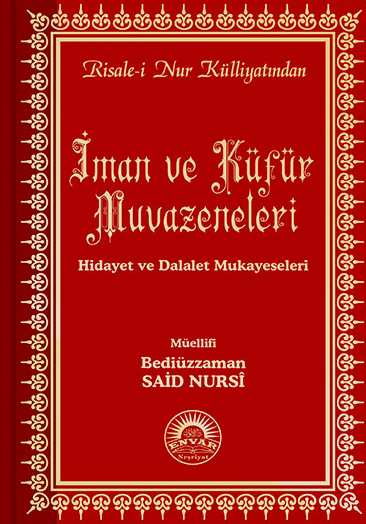 Risale-i Nur Külliyatından
İman ve Küfür
Muvazeneleri
Hidayet ve Dalalet Mukayeseleri
Müellifi
Bediüzzaman
SAİD NURSÎ
ENVAR
Neşriyat